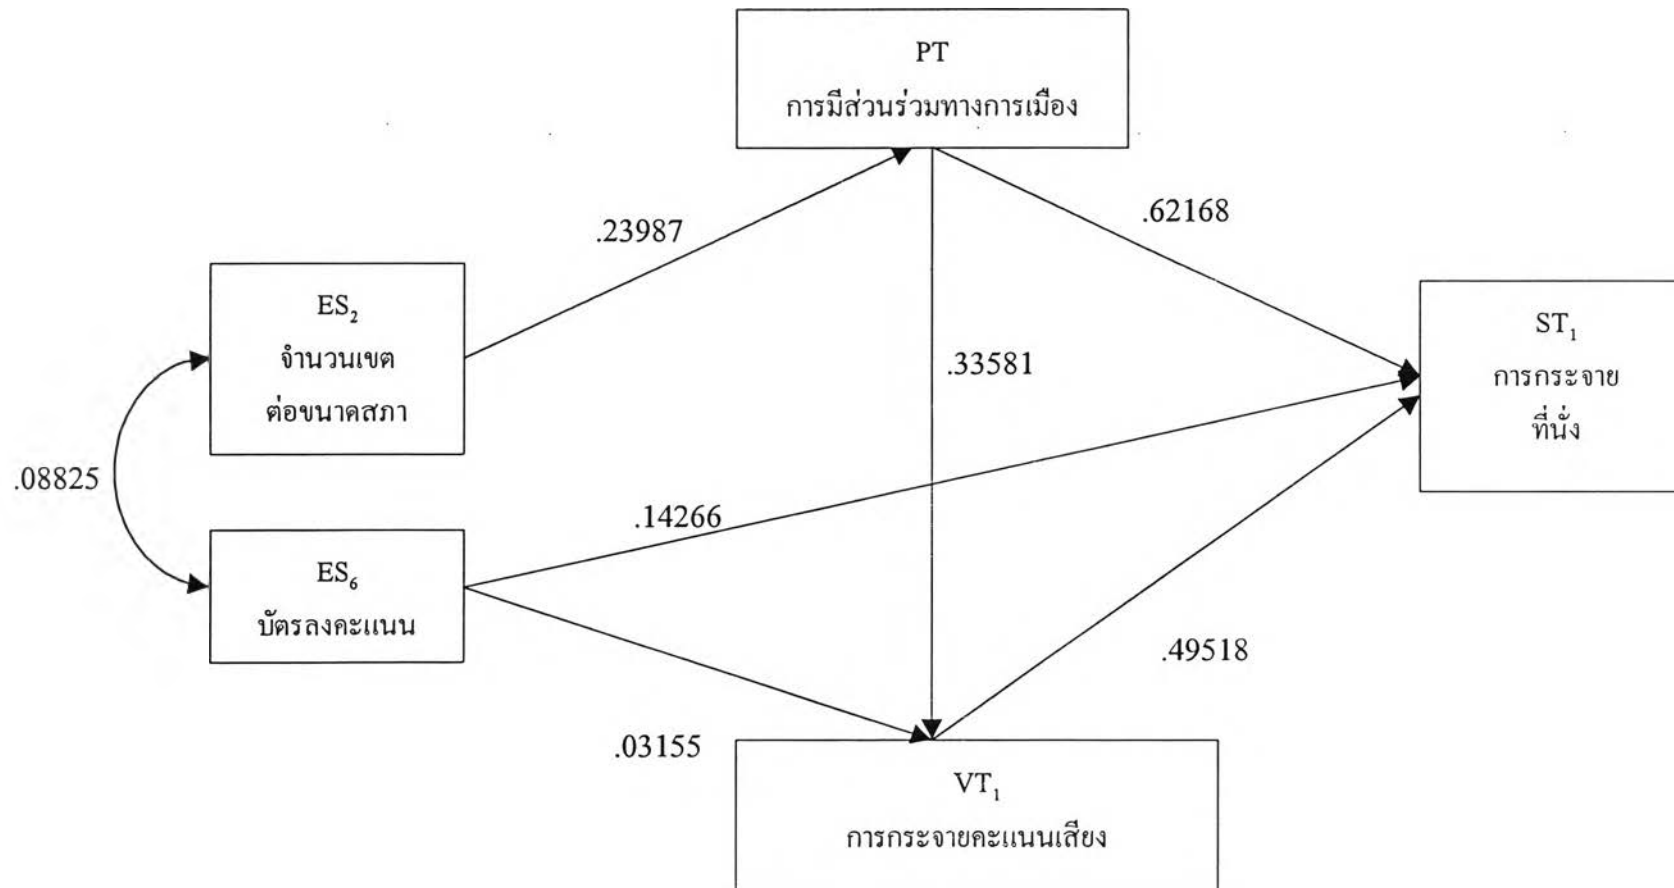 PT
การมีส่วนร่วมทางการเมือง
.23987
.62168
ES₂
จำนวนเขต
ต่อขนาดสภา
.33581
ST₁
การกระจาย
ที่นั่ง
.08825
.14266
ES₆
บัตรลงคะแนน
.49518
.03155
VT₁
การกระจายคะแนนเสียง